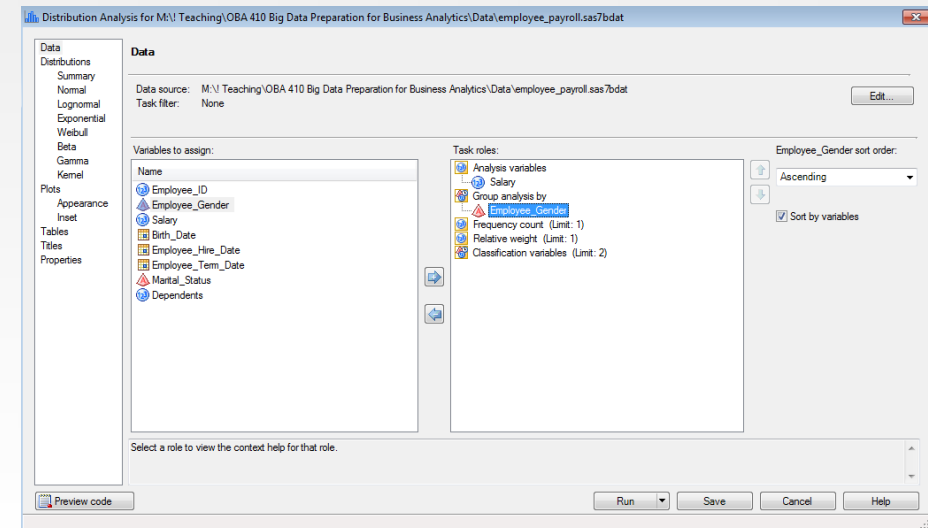 Distribution Analysis for M:\! Teaching\OBA 410 Big Data Preparation for Business Analytics\Data\employee_payroll.sas7bdat
Data
Distributions
Summary
Normal
Lognormal
Exponential
Weibull
Beta
Gamma
Kernel
Plots
Appearance
Inset
Tables
Titles
Properties
Data
Data source: M:\! Teaching\OBA 410 Big Data Preparation for Business Analytics\Data\employee_payroll.sas7bdat
Task filter: None
Edit...
Variables to assign:
Name
Employee_ID
Employee_Gender
Salary
Birth_Date
Employee_Hire_Date
Employee_Term_Date
Marital_Status
Dependents
Task roles:
Analysis variables
Salary
Group analysis by
Employee_Gender
Frequency count (Limit: 1)
Relative weight (Limit: 1)
Classification variables (Limit: 2)
Employee_Gender sort order:
Ascending
Sort by variables
Select a role to view the context help for that role.
Preview code
Run
Save
Cancel
Help